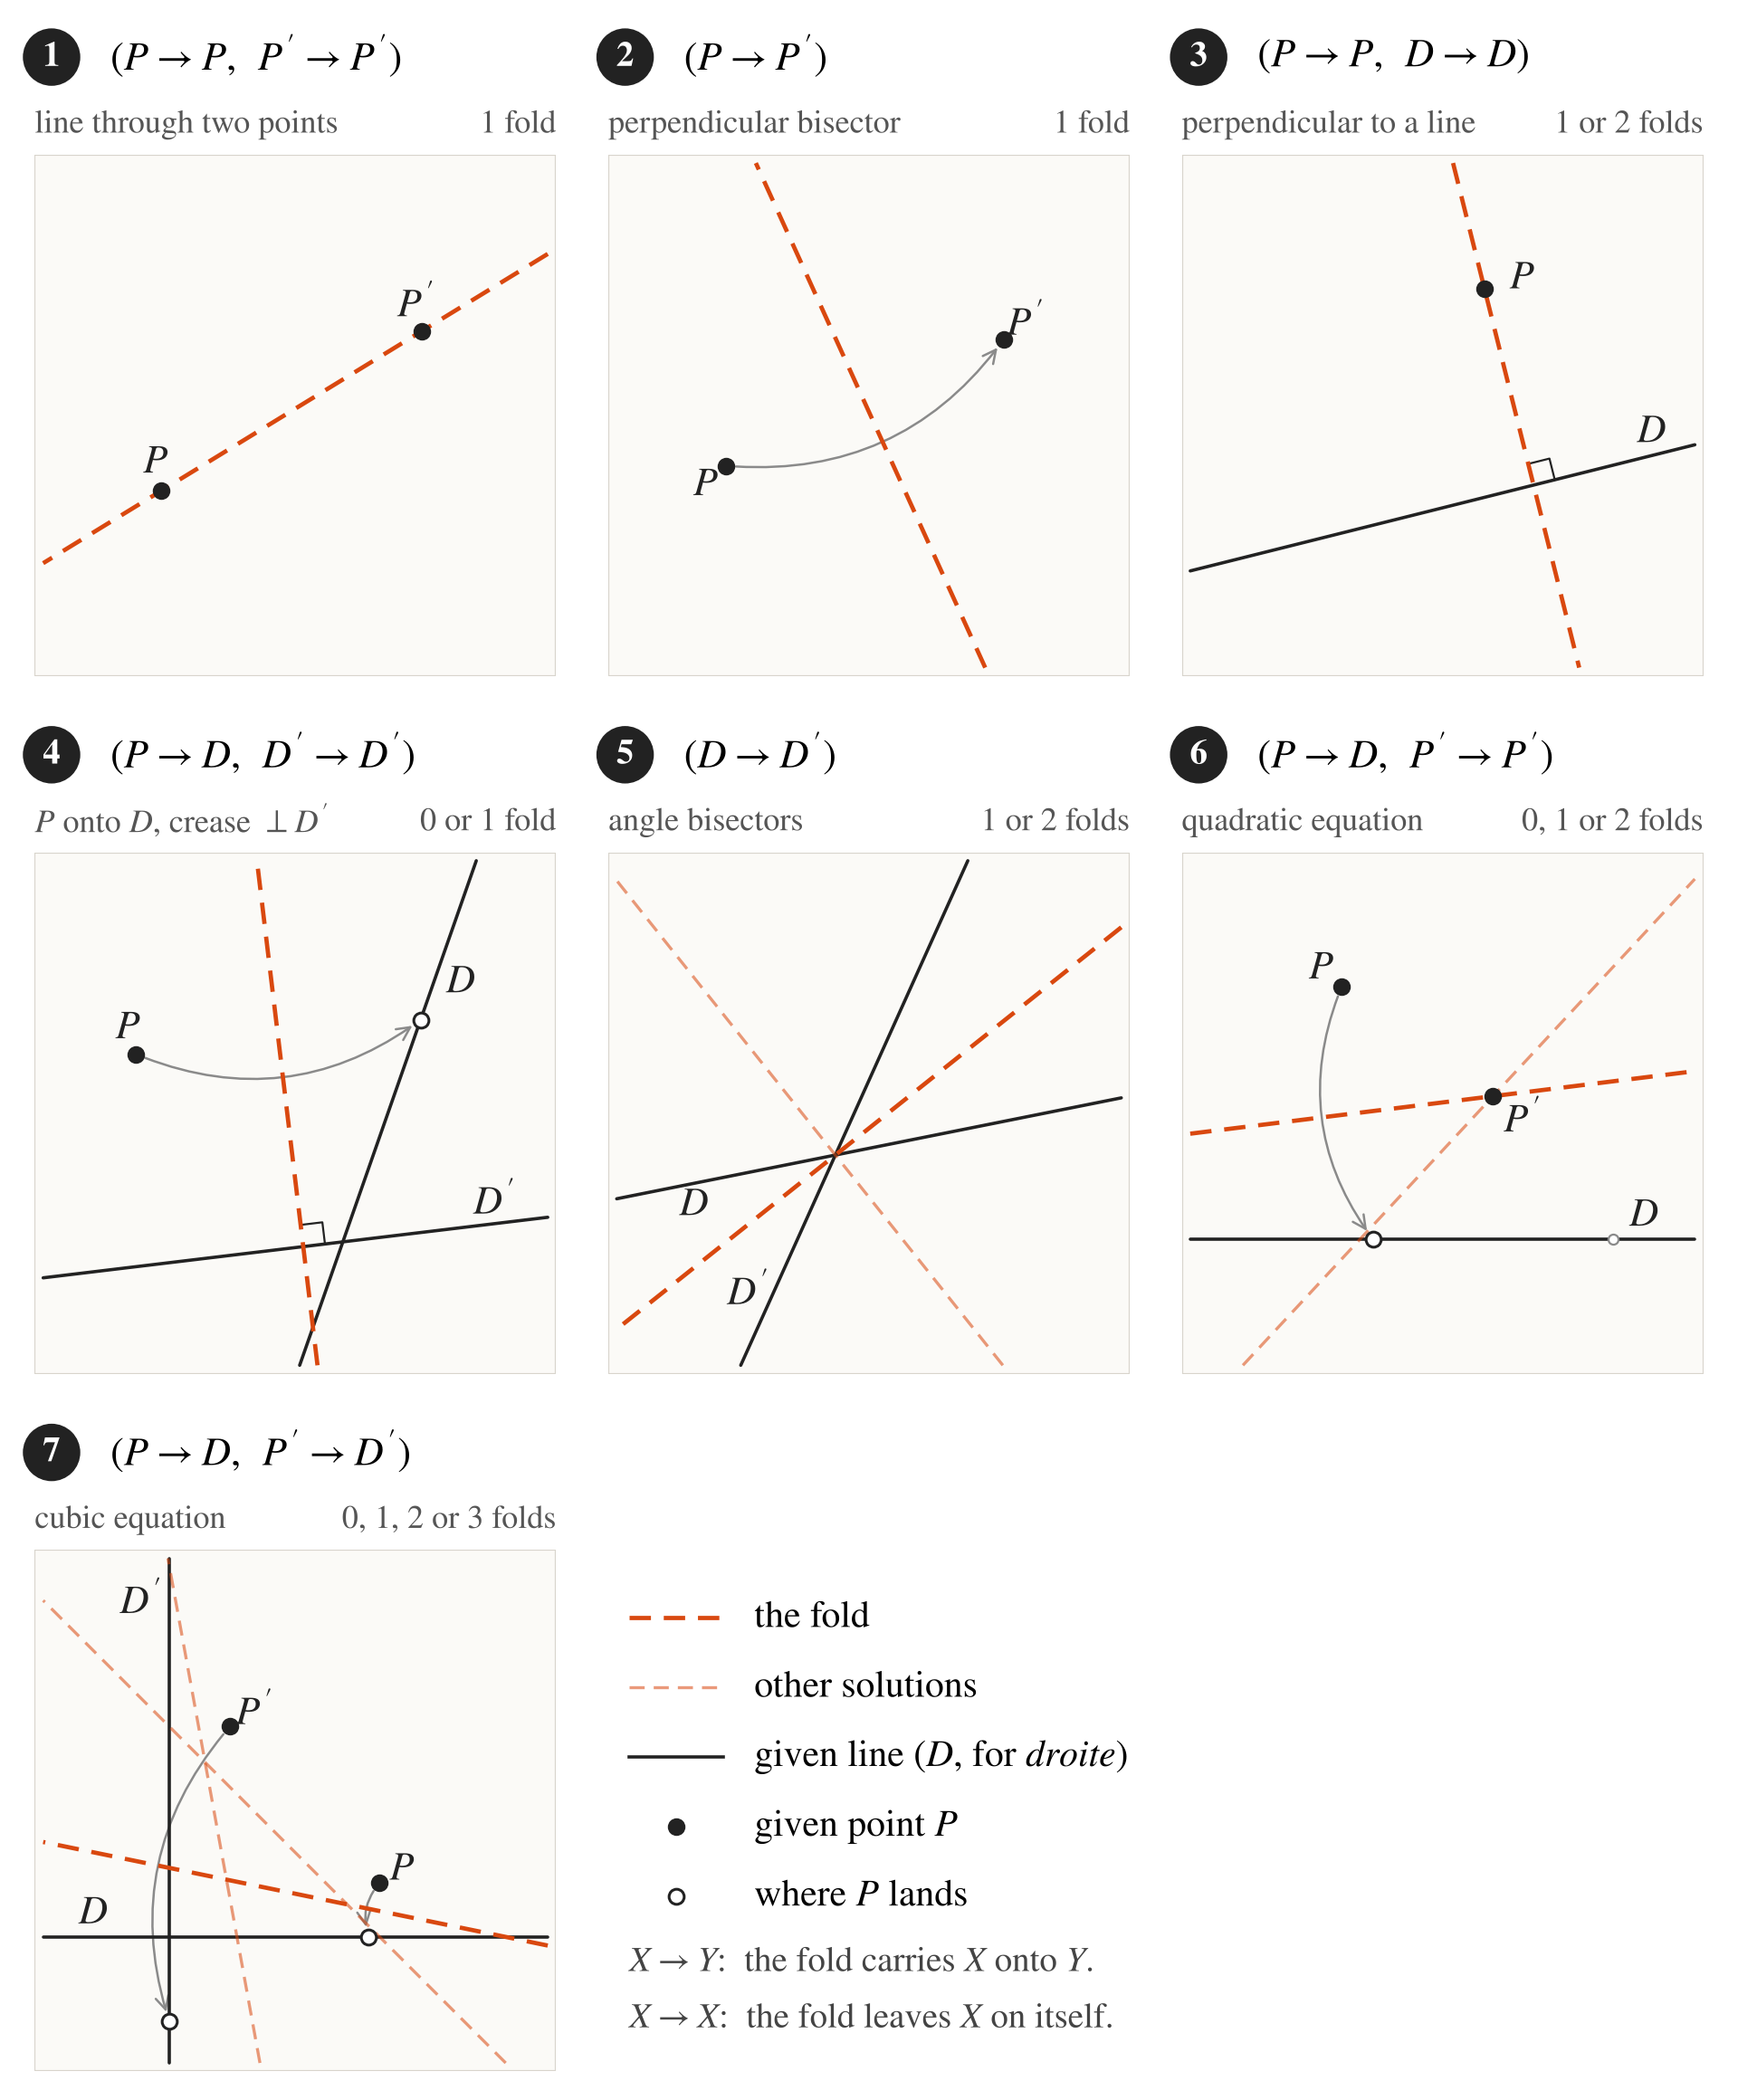 1 (P → P, P′ → P′)
line through two points 1 fold
P′
P
2 (P → P′)
perpendicular bisector 1 fold
P′
P
3 (P → P, D → D)
perpendicular to a line 1 or 2 folds
P
D
4 (P → D, D′ → D′)
P onto D, crease ⊥ D′ 0 or 1 fold
D
P
D′
5 (D → D′)
angle bisectors 1 or 2 folds
D
D′
6 (P → D, P′ → P′)
quadratic equation 0, 1 or 2 folds
P
P′
D
7 (P → D, P′ → D′)
cubic equation 0, 1, 2 or 3 folds
D′
P′
P
D
the fold
other solutions
given line (D, for droite)
given point P
where P lands
X → Y: the fold carries X onto Y.
X → X: the fold leaves X on itself.